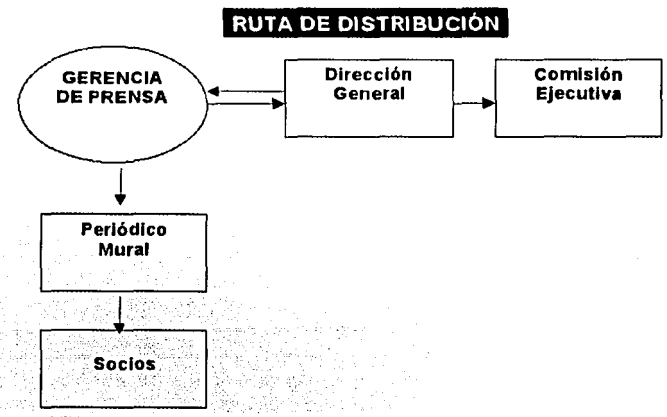 RUTA DE DISTRIBUCIÓN
GERENCIA
DE PRENSA
Dirección
General
Comisión
Ejecutiva
Periódico
Mural
Socios